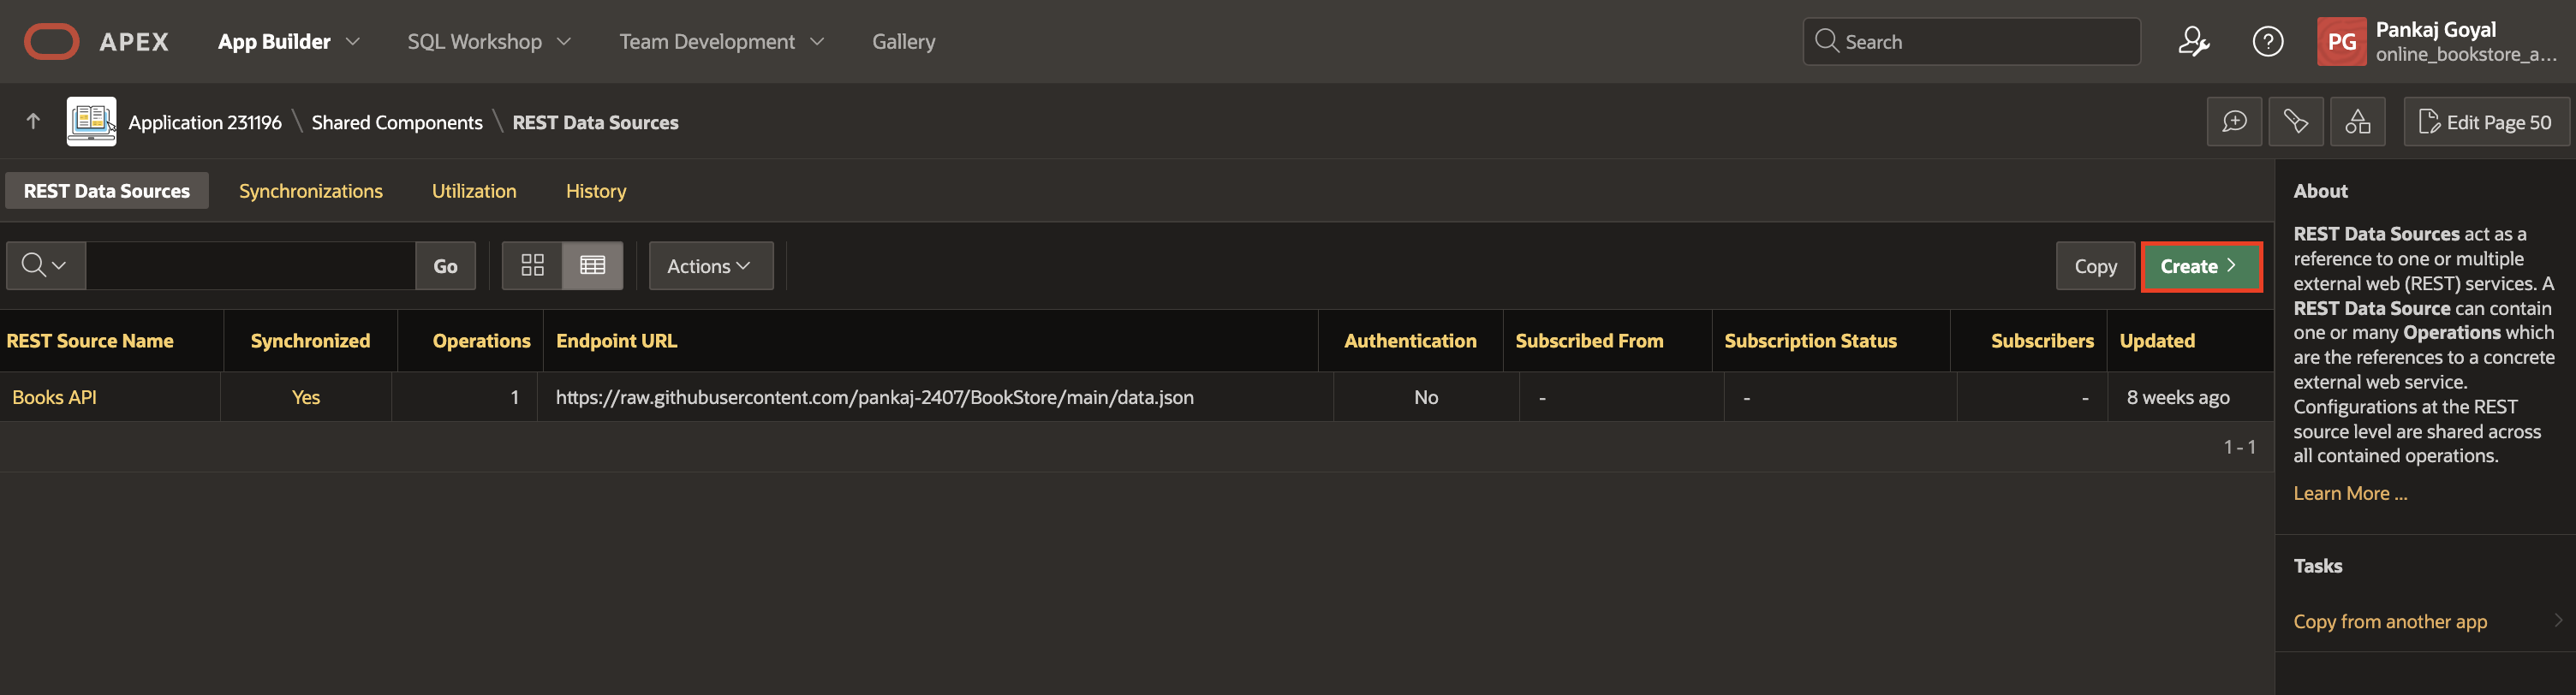 APEX App Builder SQL Workshop Team Development Gallery Search PG Pankaj Goyal
online_bookstore_a...
Application 231196 \ Shared Components \ REST Data Sources Edit Page 50
REST Data Sources Synchronizations Utilization History
Go Actions Copy Create
REST Source Name Synchronized Operations Endpoint URL Authentication Subscribed From Subscription Status Subscribers Updated
Books API Yes 1 https://raw.githubusercontent.com/pankaj-2407/BookStore/main/data.json No - - - 8 weeks ago
1 - 1
About
REST Data Sources act as a
reference to one or multiple
external web (REST) services. A
REST Data Source can contain
one or many Operations which
are the references to a concrete
external web service.
Configurations at the REST
source level are shared across
all contained operations.
Learn More ...
Tasks
Copy from another app